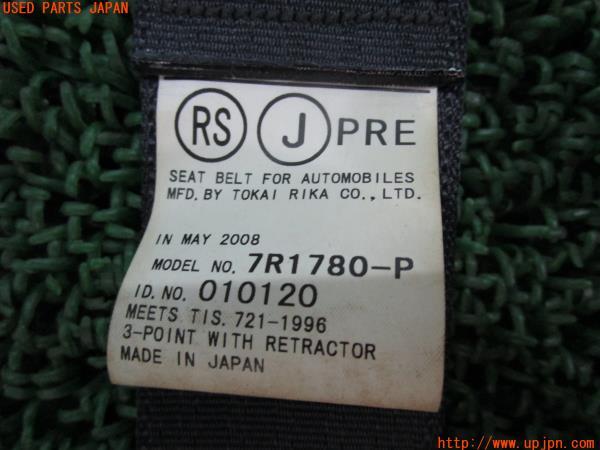 USED PARTS JAPAN
RS J PRE
SEAT BELT FOR AUTOMOBILES
MFD. BY TOKAI RIKA CO., LTD.
IN MAY 2008
MODEL NO. 7R1780-P
ID. NO. 010120
MEETS TIS. 721-1996
3-POINT WITH RETRACTOR
MADE IN JAPAN
http://www.upjpn.com/